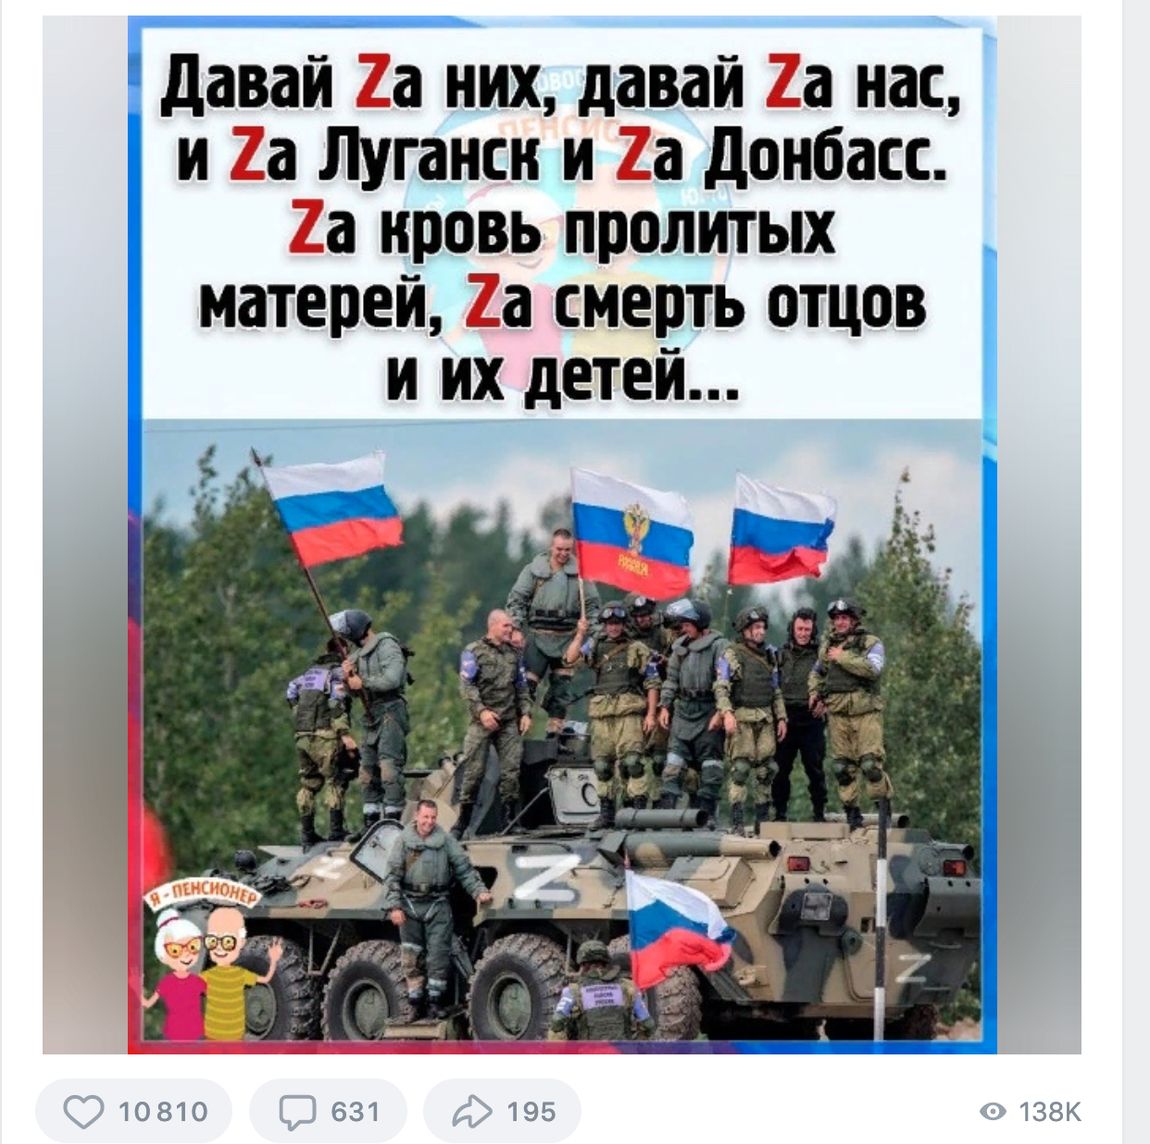 Давай Zа них, давай Zа нас,
и Zа Луганск и Zа Донбасс.
Zа кровь пролитых
матерей, Zа смерть отцов
и их детей...
Я - ПЕНСИОНЕР
Z
Z
Z
10 810
631
195
138K